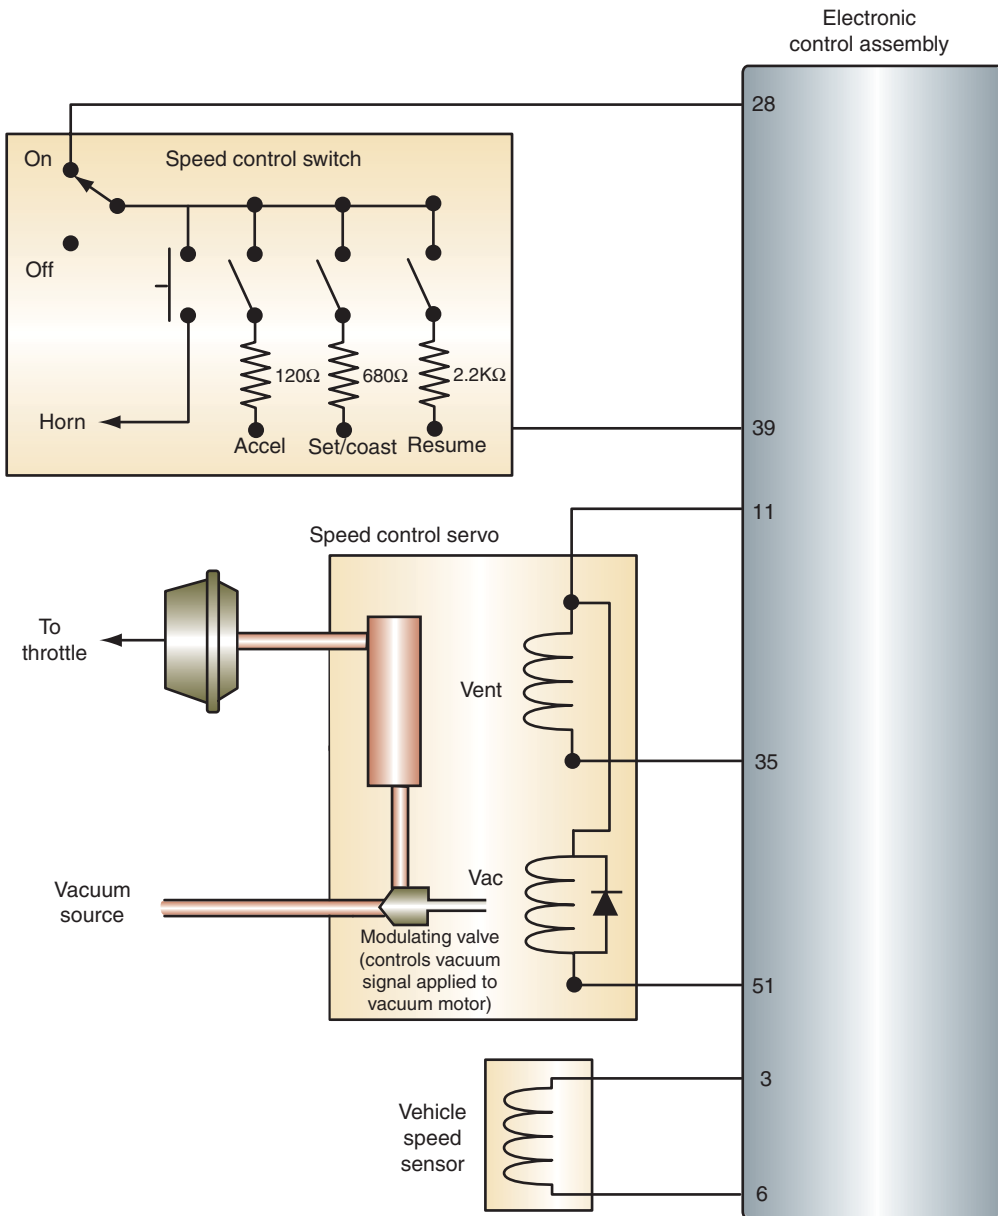 Electronic
control assembly
28
On
Speed control switch
Off
120Ω
680Ω
2.2KΩ
Horn
Accel
Set/coast
Resume
39
11
Speed control servo
To
throttle
Vent
35
Vac
Vacuum
source
Modulating valve
(controls vacuum
signal applied to
vacuum motor)
51
3
Vehicle
speed
sensor
6